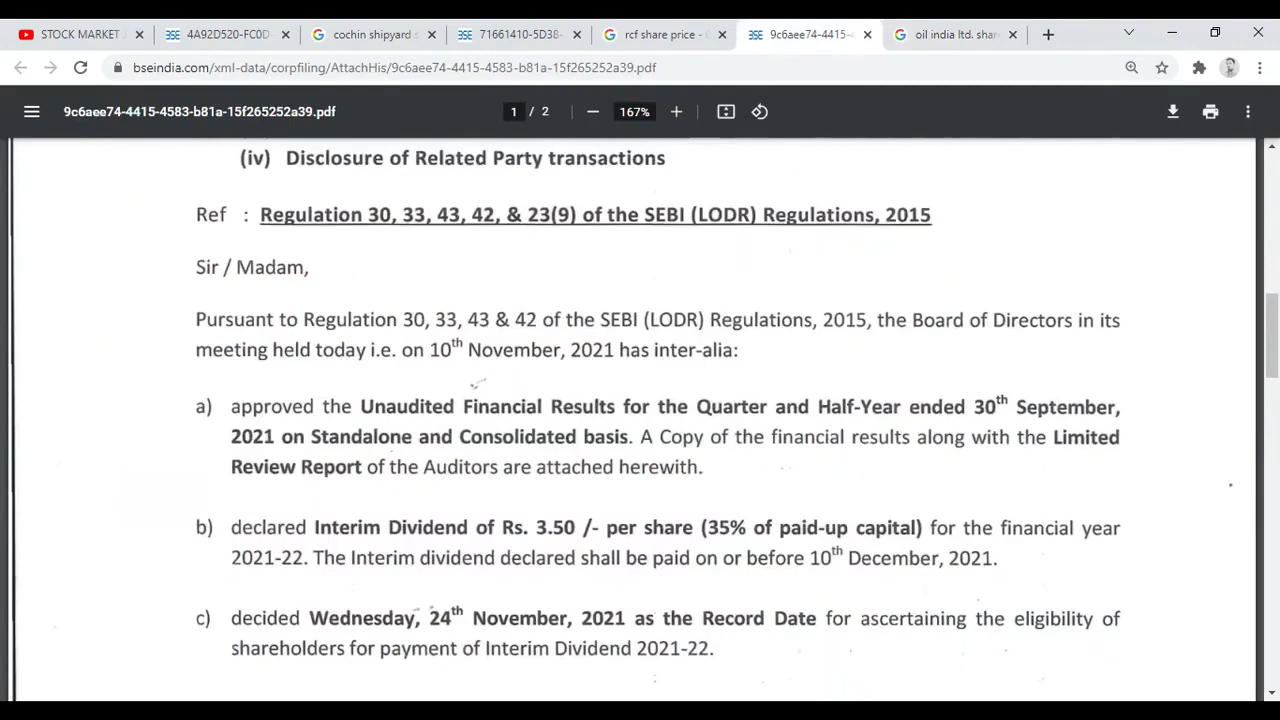 STOCK MARKET
4A92D520-FC0D-
cochin shipyard s
71661410-5D38-
rcf share price - G
9c6aee74-4415-
oil india ltd. shar
bseindia.com/xml-data/corpfiling/AttachHis/9c6aee74-4415-4583-b81a-15f265252a39.pdf
9c6aee74-4415-4583-b81a-15f265252a39.pdf
1 / 2
167%
(iv) Disclosure of Related Party transactions
Ref : Regulation 30, 33, 43, 42, & 23(9) of the SEBI (LODR) Regulations, 2015
Sir / Madam,
Pursuant to Regulation 30, 33, 43 & 42 of the SEBI (LODR) Regulations, 2015, the Board of Directors in its
meeting held today i.e. on 10th November, 2021 has inter-alia:
a) approved the Unaudited Financial Results for the Quarter and Half-Year ended 30th September,
2021 on Standalone and Consolidated basis. A Copy of the financial results along with the Limited
Review Report of the Auditors are attached herewith.
b) declared Interim Dividend of Rs. 3.50 /- per share (35% of paid-up capital) for the financial year
2021-22. The Interim dividend declared shall be paid on or before 10th December, 2021.
c) decided Wednesday, 24th November, 2021 as the Record Date for ascertaining the eligibility of
shareholders for payment of Interim Dividend 2021-22.